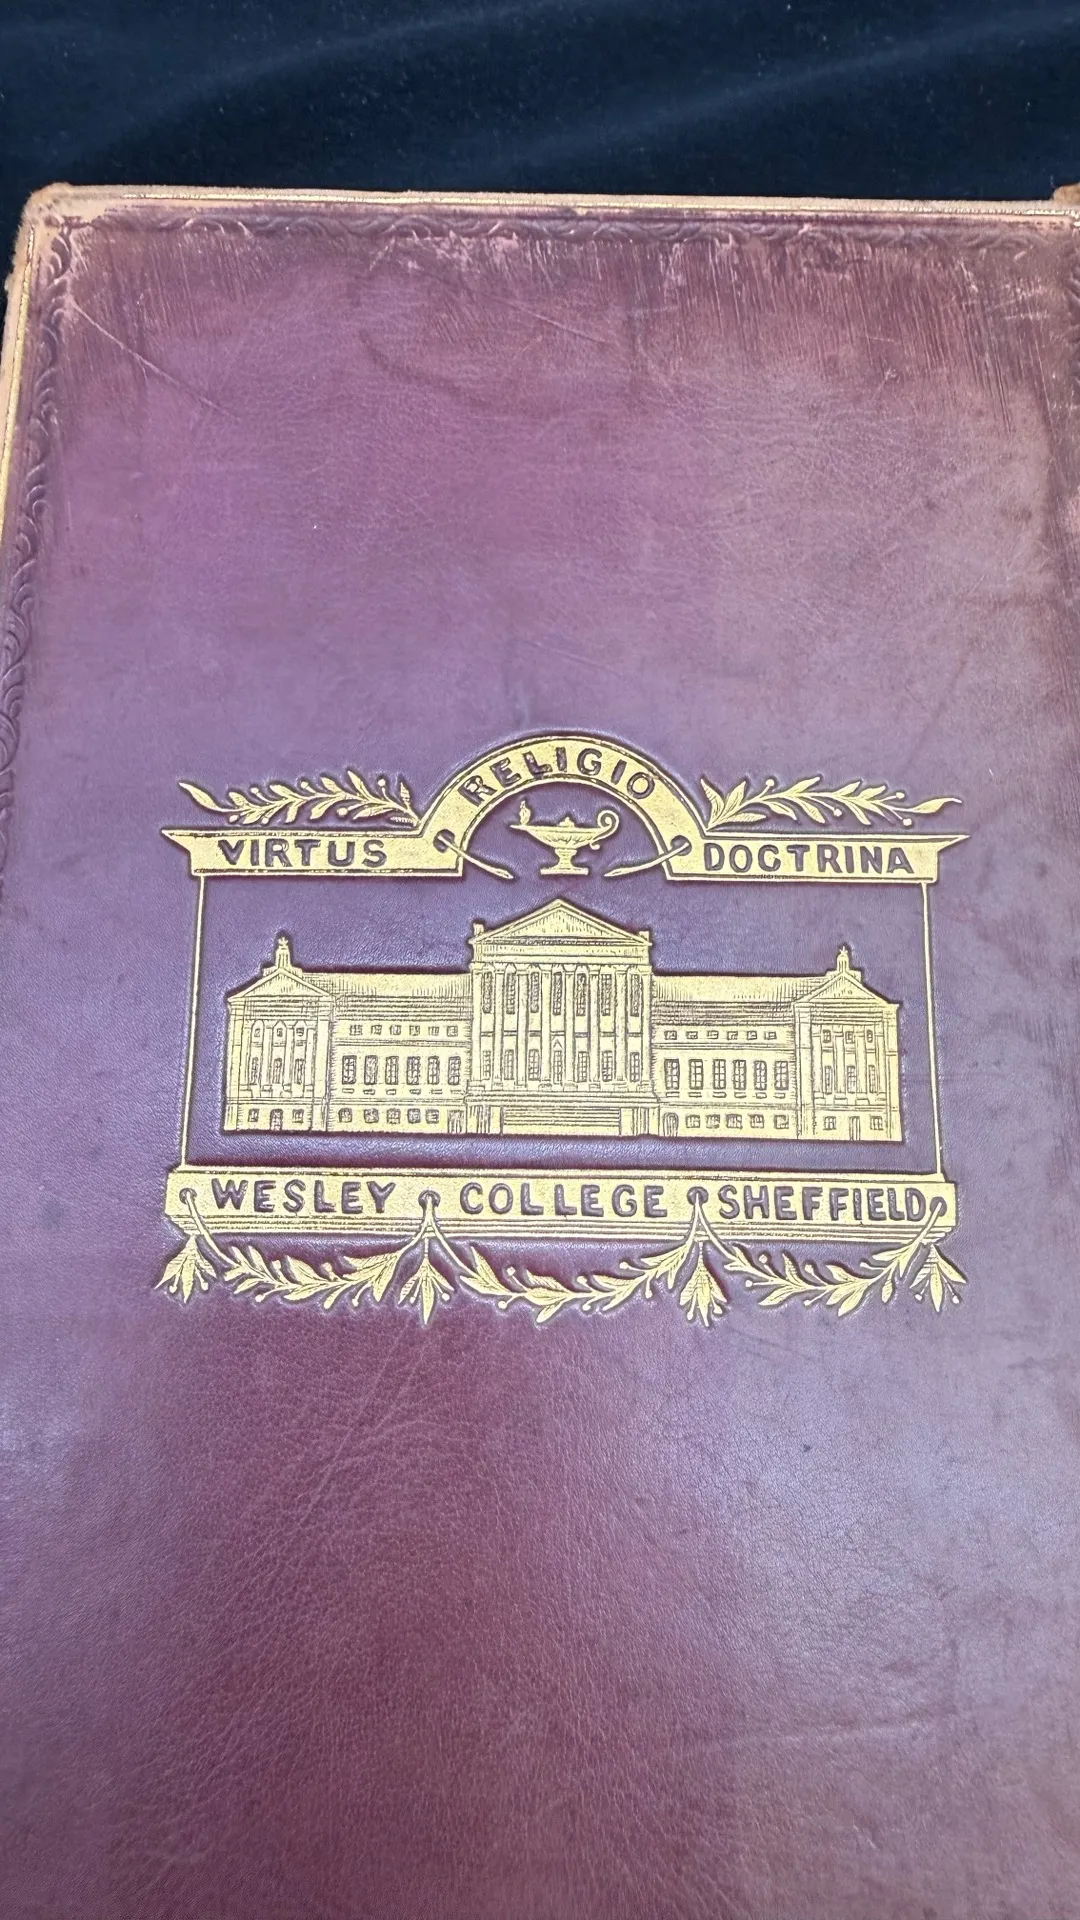 RELIGIO
VIRTUS DOCTRINA
WESLEY COLLEGE SHEFFIELD